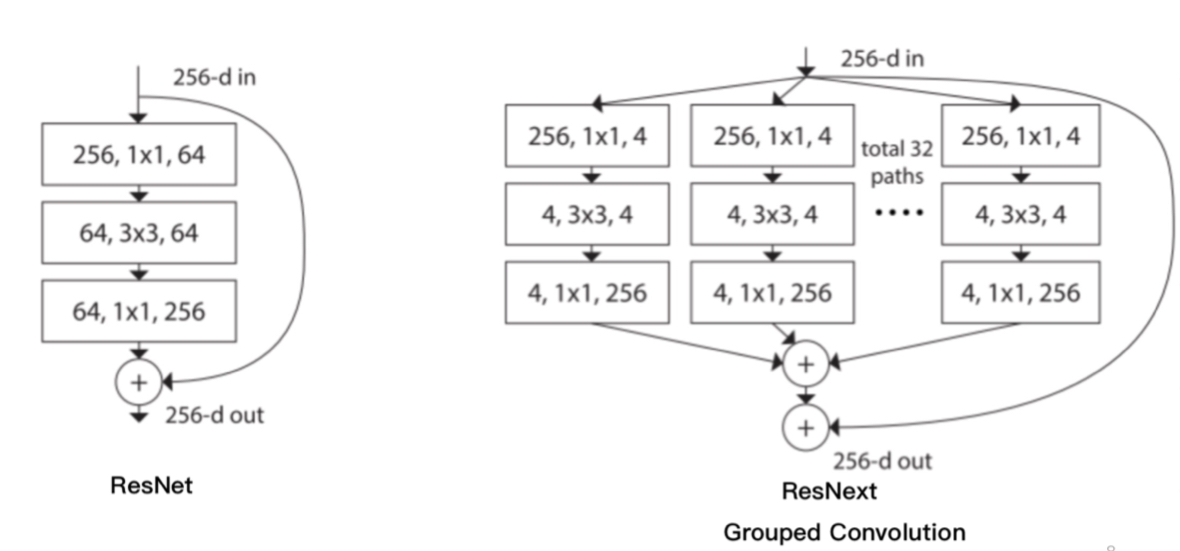 256-d in
256, 1x1, 64
64, 3x3, 64
64, 1x1, 256
+
256-d out
ResNet
256-d in
256, 1x1, 4
256, 1x1, 4
total 32
paths
256, 1x1, 4
4, 3x3, 4
4, 3x3, 4
....
4, 3x3, 4
4, 1x1, 256
4, 1x1, 256
4, 1x1, 256
+
+
256-d out
ResNext
Grouped Convolution